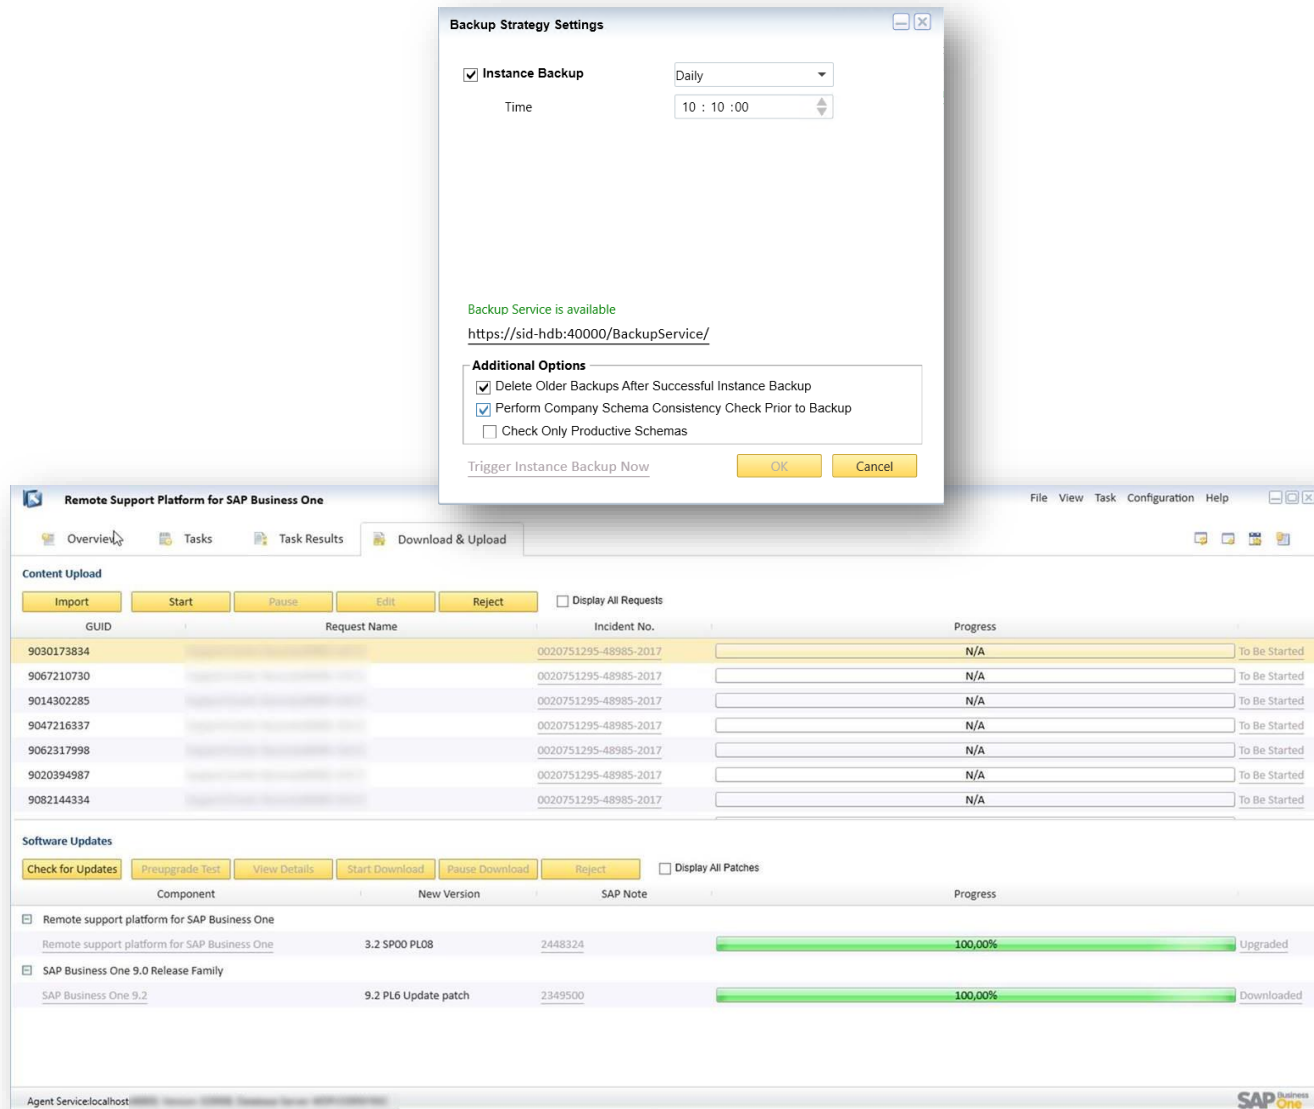 Backup Strategy Settings
Instance Backup Daily
Time 10 : 10 :00
Backup Service is available
https://sid-hdb:40000/BackupService/
Additional Options
Delete Older Backups After Successful Instance Backup
Perform Company Schema Consistency Check Prior to Backup
Check Only Productive Schemas
Trigger Instance Backup Now OK Cancel
Remote Support Platform for SAP Business One File View Task Configuration Help
Overview Tasks Task Results Download & Upload
Content Upload
Import Start Pause Edit Reject Display All Requests
GUID Request Name Incident No. Progress
9030173834 0020751295-48985-2017 N/A To Be Started
9067210730 0020751295-48985-2017 N/A To Be Started
9014302285 0020751295-48985-2017 N/A To Be Started
9047216337 0020751295-48985-2017 N/A To Be Started
9062317998 0020751295-48985-2017 N/A To Be Started
9020394987 0020751295-48985-2017 N/A To Be Started
9082144334 0020751295-48985-2017 N/A To Be Started
Software Updates
Check for Updates Preupgrade Test View Details Start Download Pause Download Reject Display All Patches
Component New Version SAP Note Progress
Remote support platform for SAP Business One
Remote support platform for SAP Business One 3.2 SP00 PL08 2448324 100,00% Upgraded
SAP Business One 9.0 Release Family
SAP Business One 9.2 9.2 PL6 Update patch 2349500 100,00% Downloaded
Agent Service:localhost SAP Business One